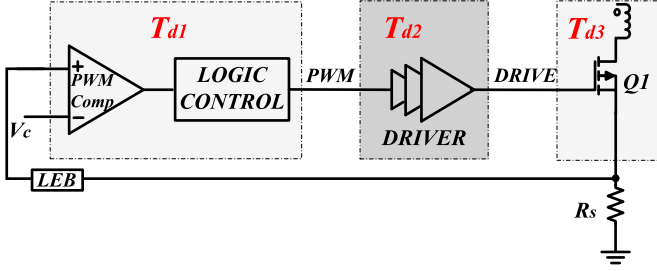 Td1
Td2
Td3
+
PWM
Comp
−
LOGIC
CONTROL
PWM
DRIVE
DRIVER
Q1
Vc
LEB
Rs